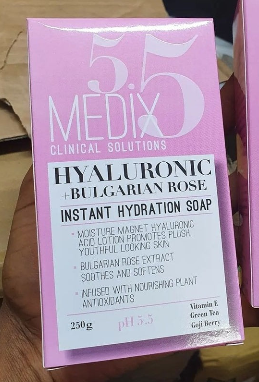 5.5
MEDiX
CLINICAL SOLUTIONS
HYALURONIC
+BULGARIAN ROSE
INSTANT HYDRATION SOAP
• MOISTURE MAGNET HYALURONIC
ACID LOTION PROMOTES PLUSH
YOUTHFUL LOOKING SKIN
• BULGARIAN ROSE EXTRACT
SOOTHES AND SOFTENS
• INFUSED WITH NOURISHING PLANT
ANTIOXIDANTS
Vitamin E
Green Tea
Goji Berry
250g
pH 5.5